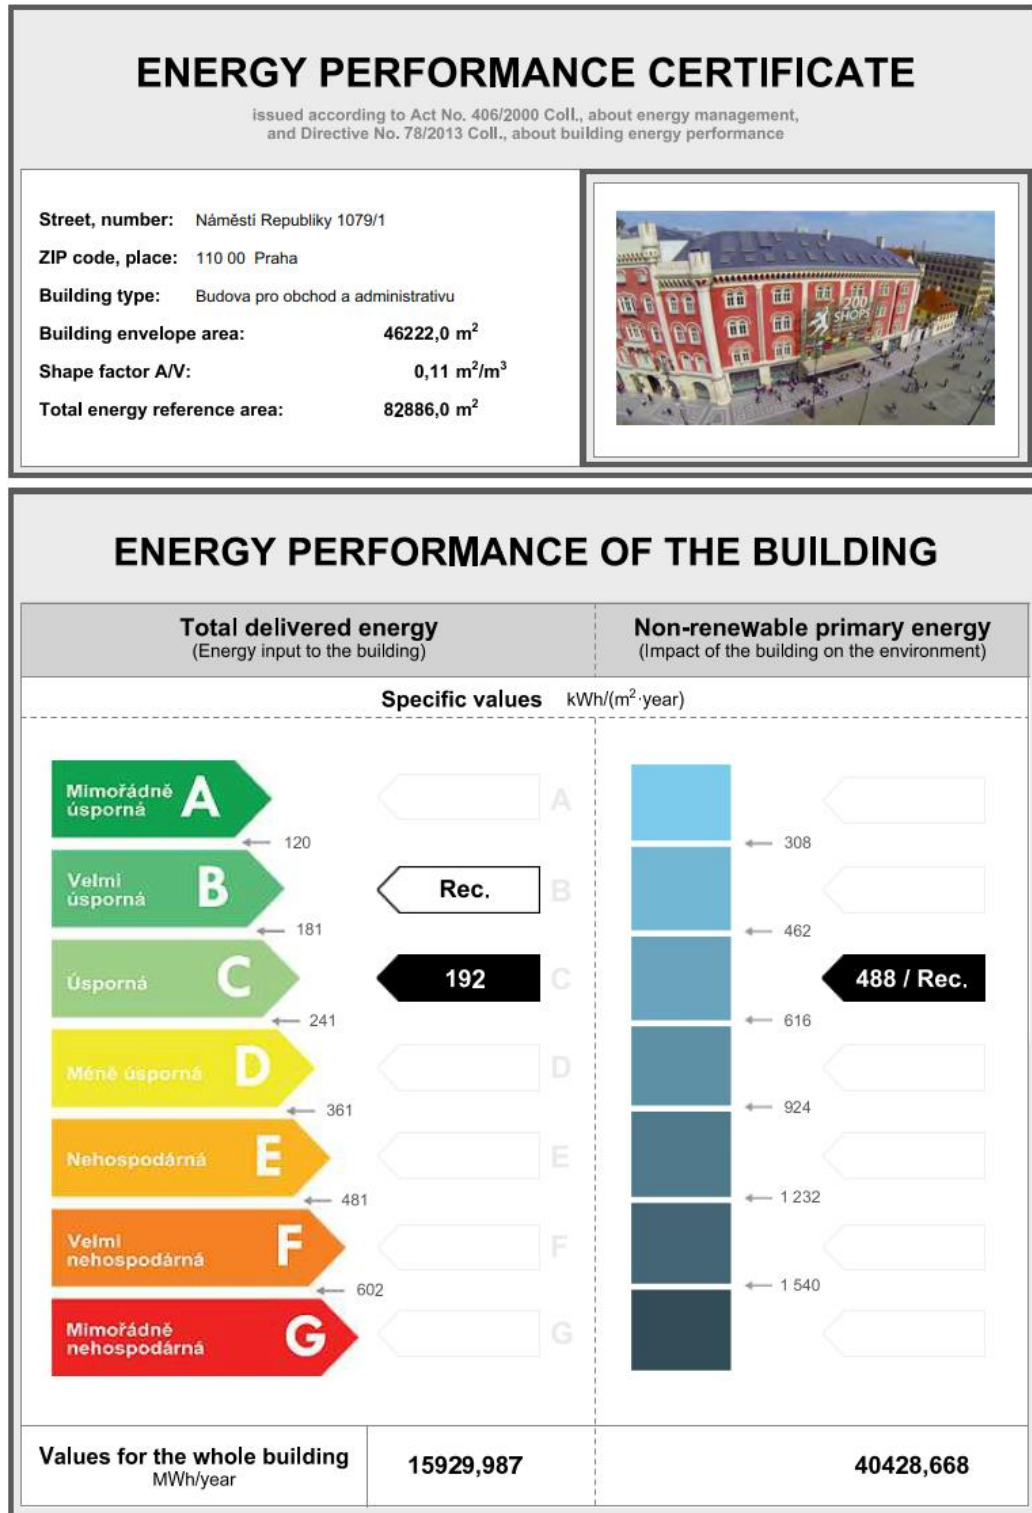 ENERGY PERFORMANCE CERTIFICATE
issued according to Act No. 406/2000 Coll., about energy management,
and Directive No. 78/2013 Coll., about building energy performance
Street, number: Náměstí Republiky 1079/1
ZIP code, place: 110 00 Praha
Building type: Budova pro obchod a administrativu
Building envelope area: 46222,0 m²
Shape factor A/V: 0,11 m²/m³
Total energy reference area: 82886,0 m²
200
SHOPS
ENERGY PERFORMANCE OF THE BUILDING
Total delivered energy
(Energy input to the building)
Non-renewable primary energy
(Impact of the building on the environment)
Specific values kWh/(m²·year)
Mimořádně
úsporná
A
A
120
308
Velmi
úsporná
B
Rec.
B
181
462
Úsporná
C
192
C
488 / Rec.
241
616
Méně úsporná
D
D
361
924
Nehospodárná
E
E
481
1 232
Velmi
nehospodárná
F
F
602
1 540
Mimořádně
nehospodárná
G
G
Values for the whole building
MWh/year
15929,987
40428,668